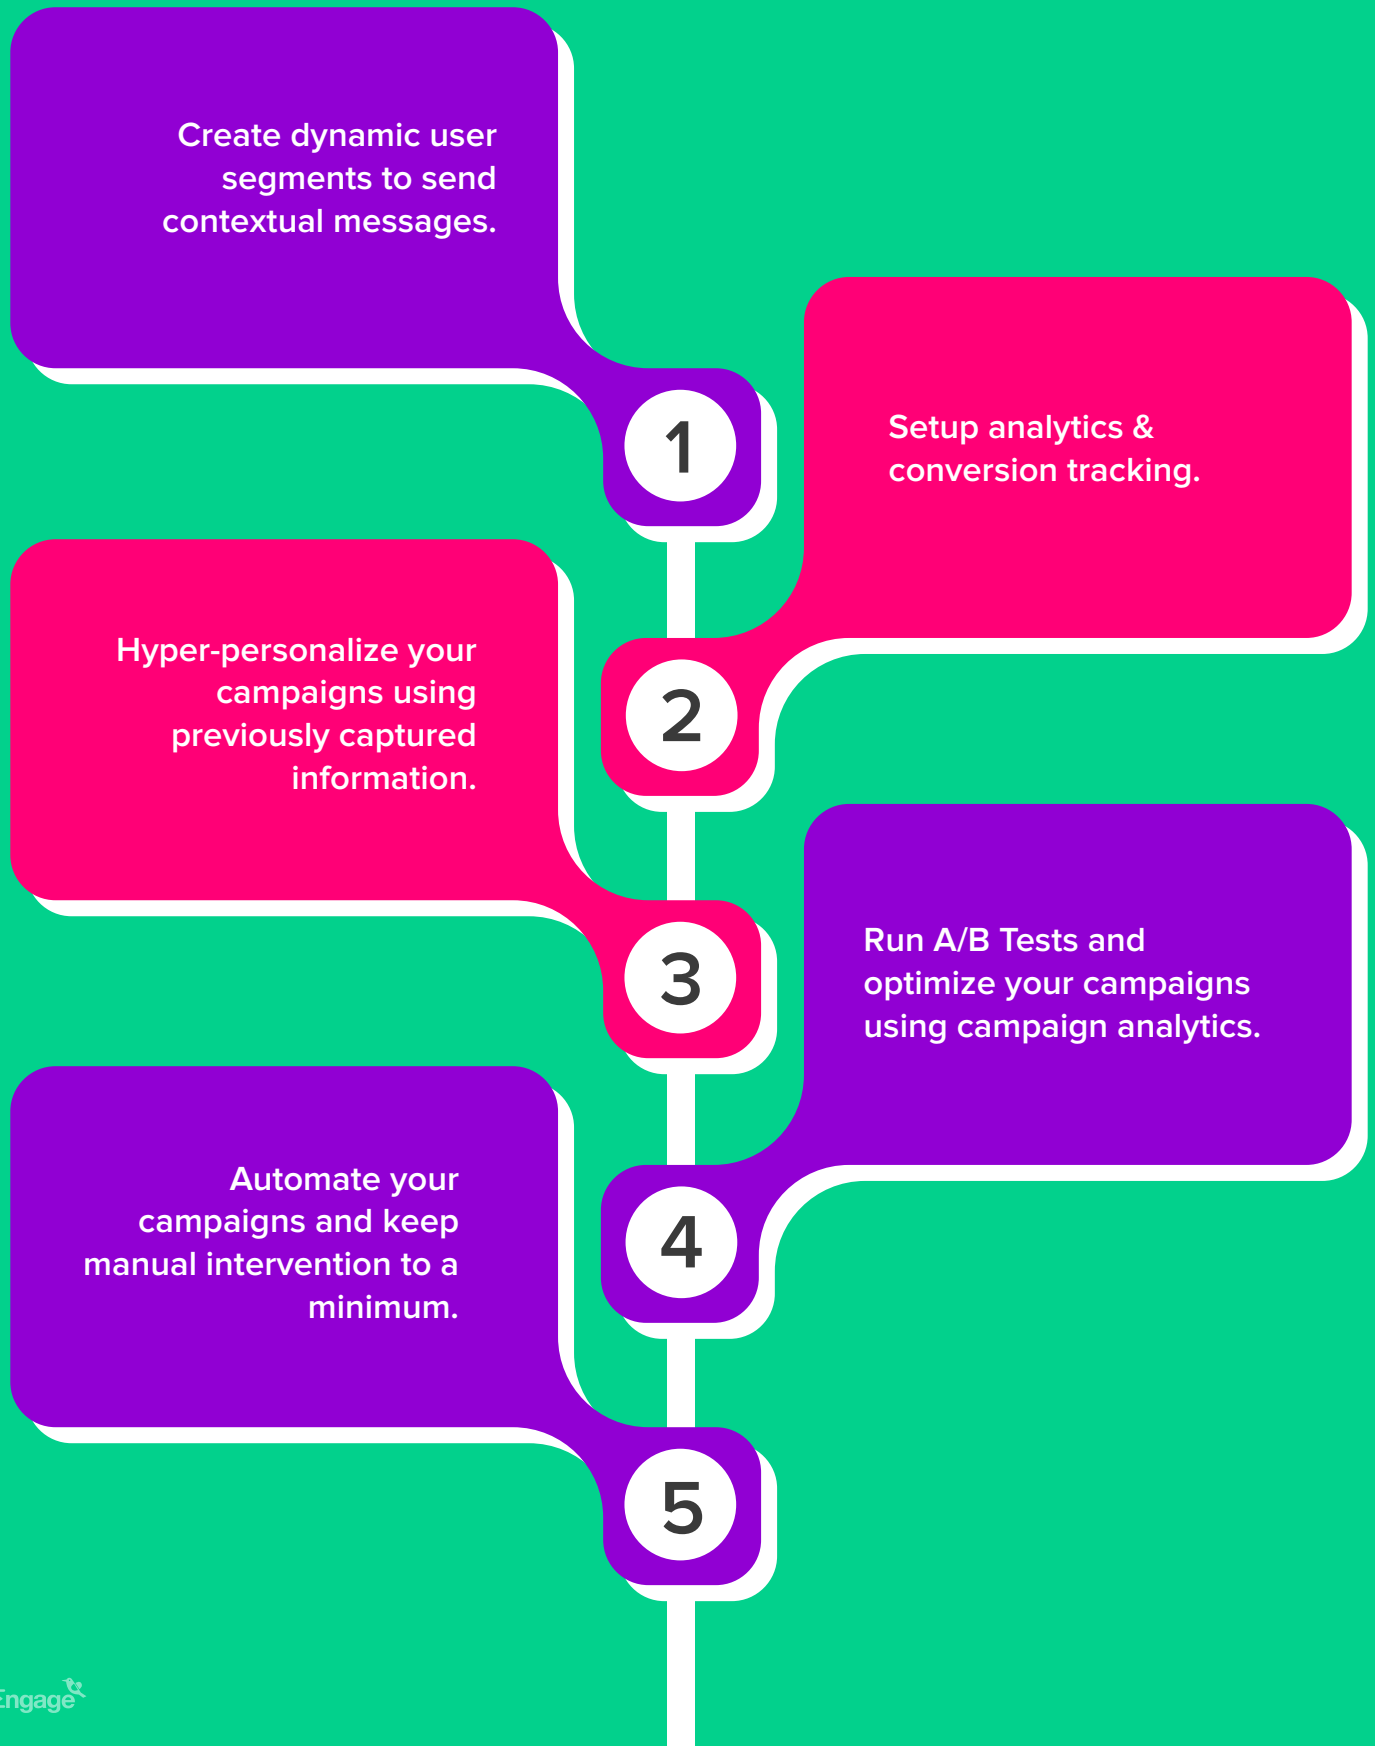 Create dynamic user
segments to send
contextual messages.
1
Setup analytics &
conversion tracking.
2
Hyper-personalize your
campaigns using
previously captured
information.
3
Run A/B Tests and
optimize your campaigns
using campaign analytics.
4
Automate your
campaigns and keep
manual intervention to a
minimum.
5
Engage